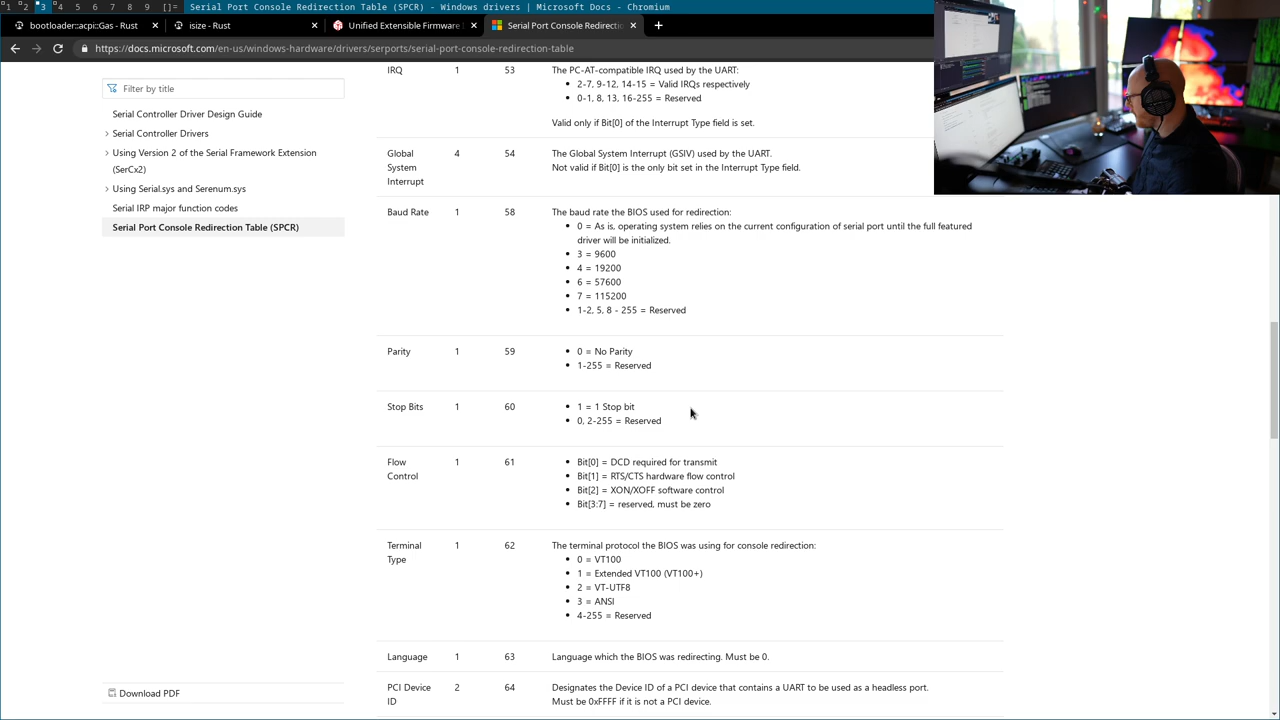 1 2 3 4 5 6 7 8 9 []= Serial Port Console Redirection Table (SPCR) - Windows drivers | Microsoft Docs - Chromium
bootloader::acpi::Gas - Rust × isize - Rust × Unified Extensible Firmware × Serial Port Console Redirectio × +
https://docs.microsoft.com/en-us/windows-hardware/drivers/serports/serial-port-console-redirection-table
Filter by title
Serial Controller Driver Design Guide
Serial Controller Drivers
Using Version 2 of the Serial Framework Extension
(SerCx2)
Using Serial.sys and Serenum.sys
Serial IRP major function codes
Serial Port Console Redirection Table (SPCR)
Download PDF
IRQ 1 53 The PC-AT-compatible IRQ used by the UART:
• 2-7, 9-12, 14-15 = Valid IRQs respectively
• 0-1, 8, 13, 16-255 = Reserved
Valid only if Bit[0] of the Interrupt Type field is set.
Global 4 54 The Global System Interrupt (GSIV) used by the UART.
System Not valid if Bit[0] is the only bit set in the Interrupt Type field.
Interrupt
Baud Rate 1 58 The baud rate the BIOS used for redirection:
• 0 = As is, operating system relies on the current configuration of serial port until the full featured
driver will be initialized.
• 3 = 9600
• 4 = 19200
• 6 = 57600
• 7 = 115200
• 1-2, 5, 8 - 255 = Reserved
Parity 1 59 • 0 = No Parity
• 1-255 = Reserved
Stop Bits 1 60 • 1 = 1 Stop bit
• 0, 2-255 = Reserved
Flow 1 61 • Bit[0] = DCD required for transmit
Control • Bit[1] = RTS/CTS hardware flow control
• Bit[2] = XON/XOFF software control
• Bit[3:7] = reserved, must be zero
Terminal 1 62 The terminal protocol the BIOS was using for console redirection:
Type • 0 = VT100
• 1 = Extended VT100 (VT100+)
• 2 = VT-UTF8
• 3 = ANSI
• 4-255 = Reserved
Language 1 63 Language which the BIOS was redirecting. Must be 0.
PCI Device 2 64 Designates the Device ID of a PCI device that contains a UART to be used as a headless port.
ID Must be 0xFFFF if it is not a PCI device.